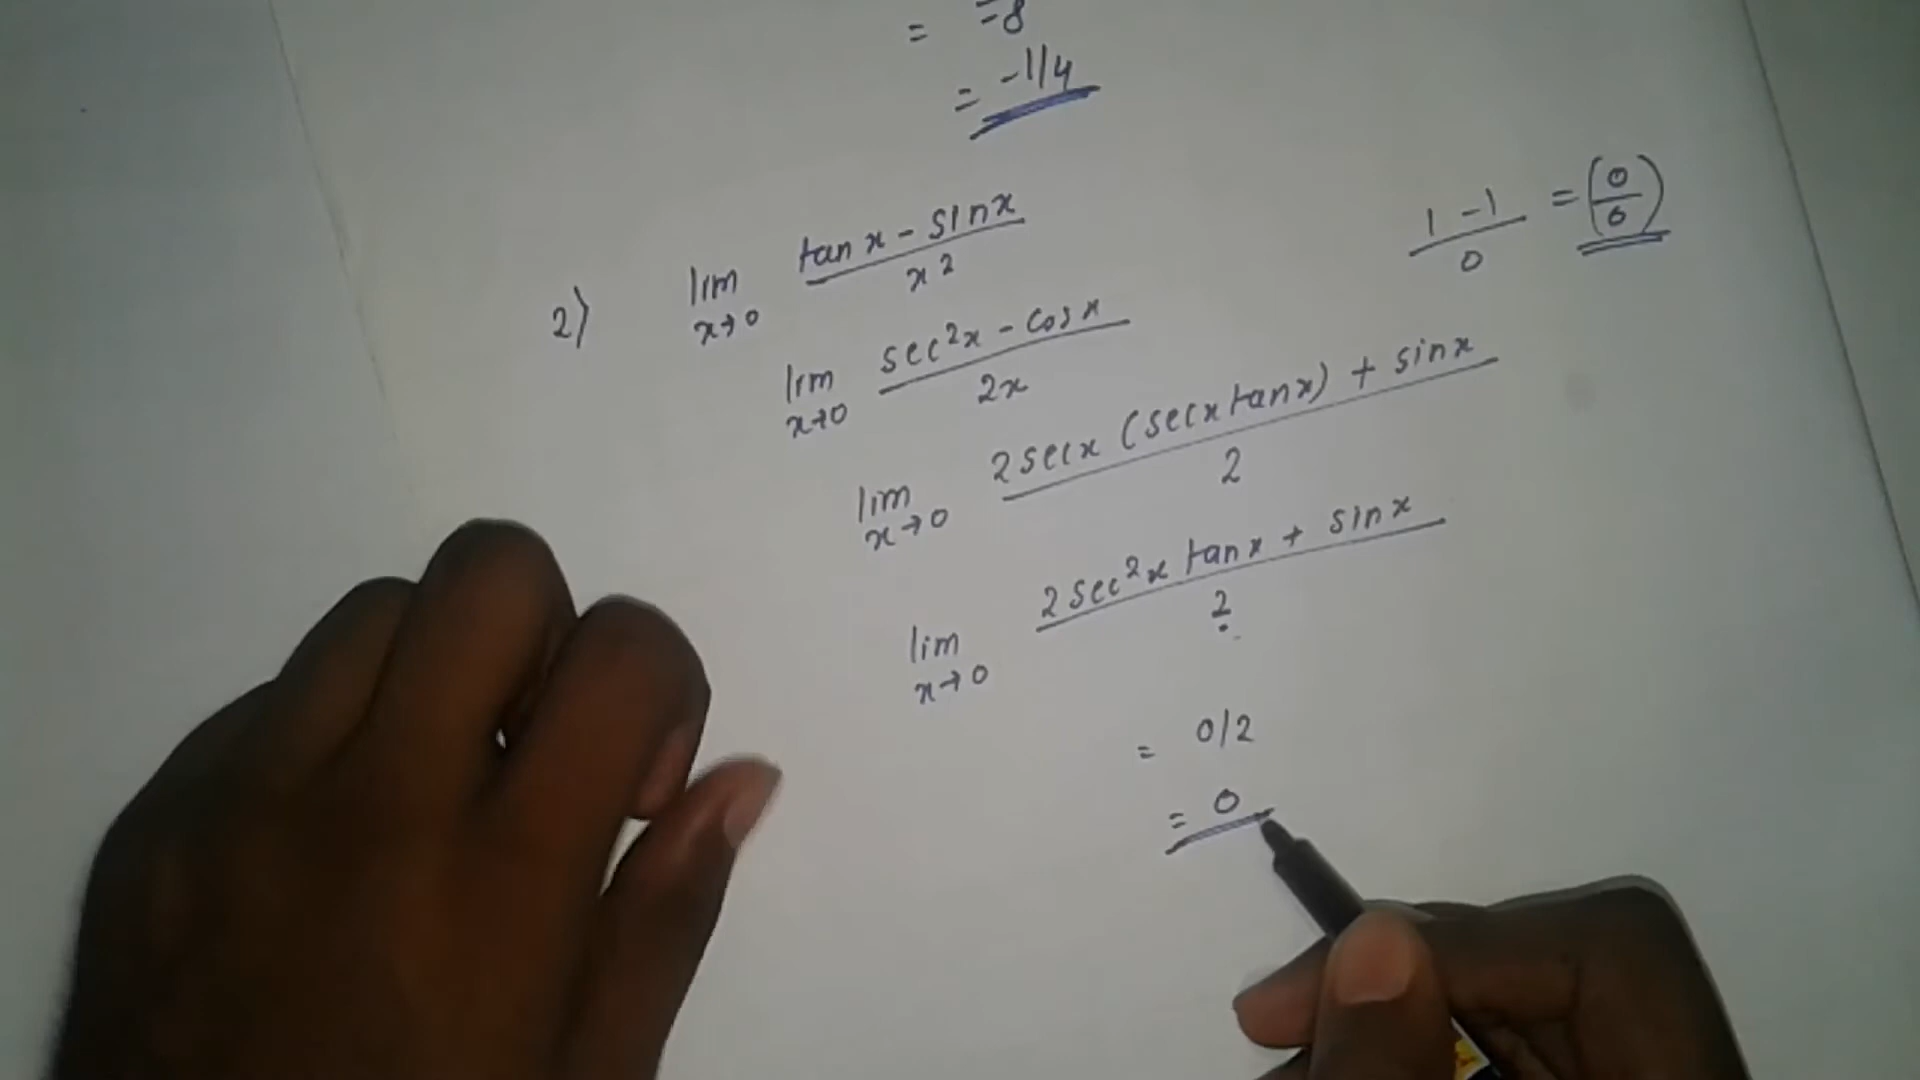 = -8
= -1/4
2) lim x→0 tan x - sin x / x²
1 - 1 / 0 = (0/0)
lim x→0 sec²x - cos x / 2x
lim x→0 2 sec x (sec x tan x) + sin x / 2
lim x→0 2 sec²x tan x + sin x / 2
= 0/2
= 0